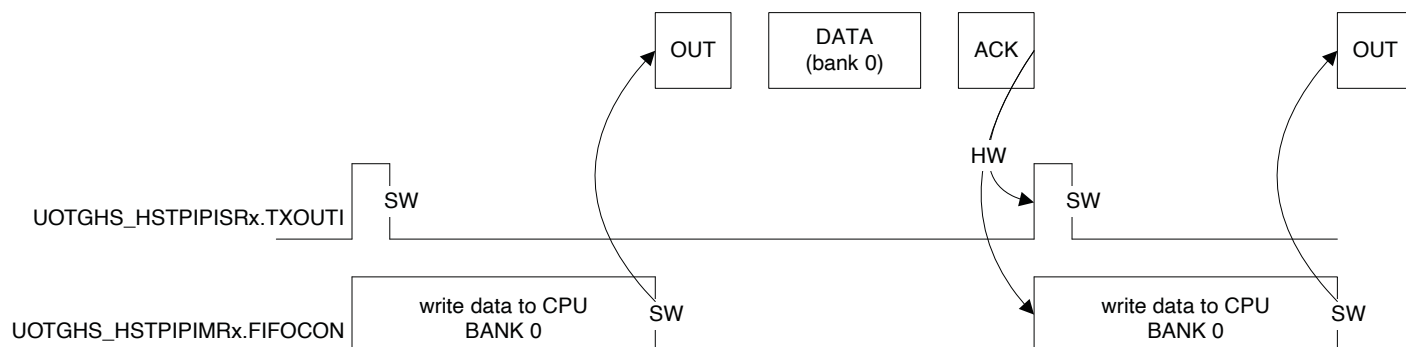 OUT
DATA
(bank 0)
ACK
OUT
HW
SW
SW
UOTGHS_HSTPIPISRx.TXOUTI
write data to CPU
BANK 0
SW
write data to CPU
BANK 0
SW
UOTGHS_HSTPIPIMRx.FIFOCON